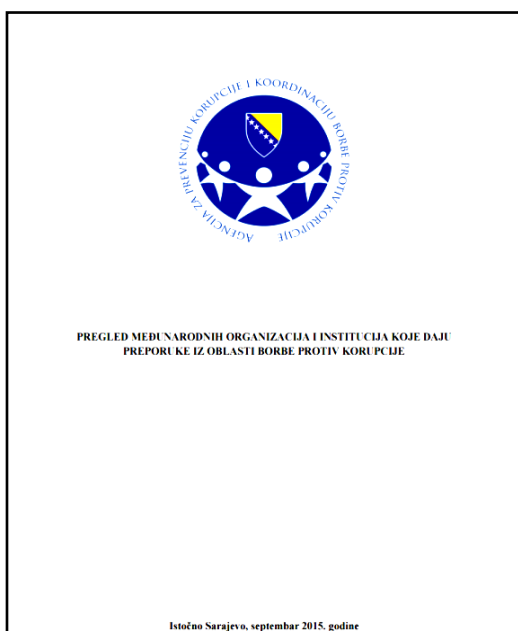 AGENCIJA ZA PREVENCIJU KORUPCIJE I KOORDINACIJU BORBE PROTIV KORUPCIJE
PREGLED MEĐUNARODNIH ORGANIZACIJA I INSTITUCIJA KOJE DAJU
PREPORUKE IZ OBLASTI BORBE PROTIV KORUPCIJE
Istočno Sarajevo, septembar 2015. godine